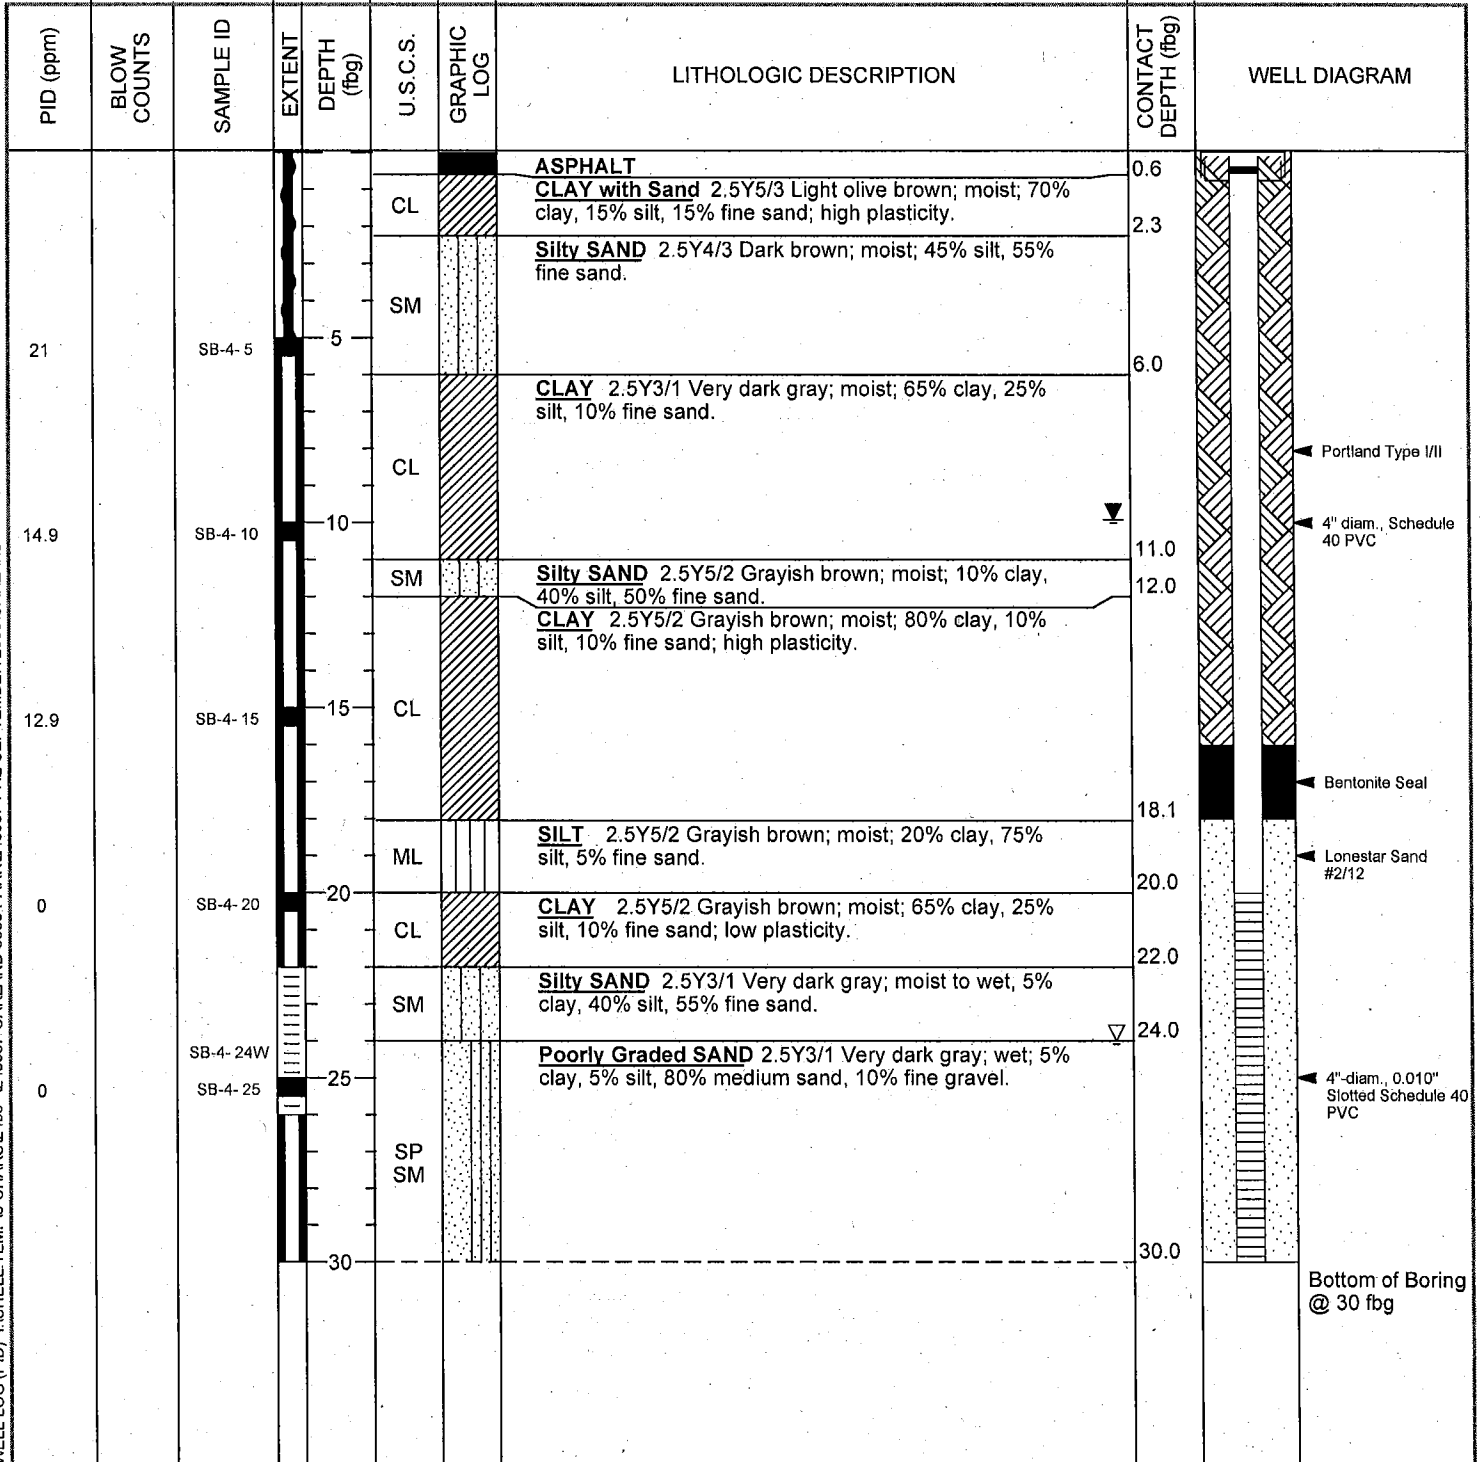 PID (ppm)
BLOW
COUNTS
SAMPLE ID
EXTENT
DEPTH
(fbg)
U.S.C.S.
GRAPHIC
LOG
LITHOLOGIC DESCRIPTION
CONTACT
DEPTH (fbg)
WELL DIAGRAM
ASPHALT
0.6
CL
CLAY with Sand 2.5Y5/3 Light olive brown; moist; 70%
clay, 15% silt, 15% fine sand; high plasticity.
2.3
Silty SAND 2.5Y4/3 Dark brown; moist; 45% silt, 55%
fine sand.
SM
5
21
SB-4- 5
6.0
CLAY 2.5Y3/1 Very dark gray; moist; 65% clay, 25%
silt, 10% fine sand.
CL
Portland Type I/II
10
14.9
SB-4- 10
4" diam., Schedule
40 PVC
11.0
SM
Silty SAND 2.5Y5/2 Grayish brown; moist; 10% clay,
40% silt, 50% fine sand.
12.0
CLAY 2.5Y5/2 Grayish brown; moist; 80% clay, 10%
silt, 10% fine sand; high plasticity.
15
CL
12.9
SB-4- 15
Bentonite Seal
18.1
ML
SILT 2.5Y5/2 Grayish brown; moist; 20% clay, 75%
silt, 5% fine sand.
Lonestar Sand
#2/12
20.0
20
0
SB-4- 20
CL
CLAY 2.5Y5/2 Grayish brown; moist; 65% clay, 25%
silt, 10% fine sand; low plasticity.
22.0
SM
Silty SAND 2.5Y3/1 Very dark gray; moist to wet, 5%
clay, 40% silt, 55% fine sand.
24.0
SB-4- 24W
Poorly Graded SAND 2.5Y3/1 Very dark gray; wet; 5%
clay, 5% silt, 80% medium sand, 10% fine gravel.
25
0
SB-4- 25
4"-diam., 0.010"
Slotted Schedule 40
PVC
SP
SM
30
30.0
Bottom of Boring
@ 30 fbg
WELL LOG (PID)